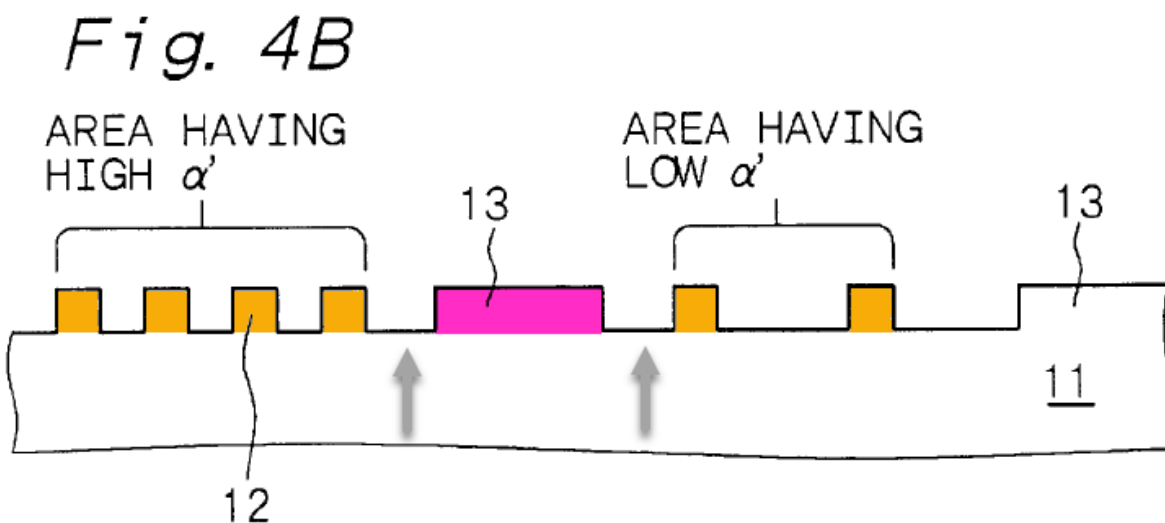 Fig. 4B
AREA HAVING
HIGH α'
AREA HAVING
LOW α'
13
13
11
12